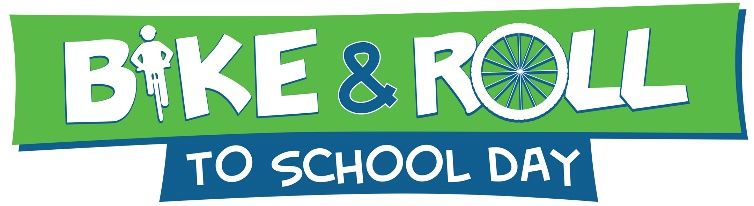 BIKE & ROLL
TO SCHOOL DAY